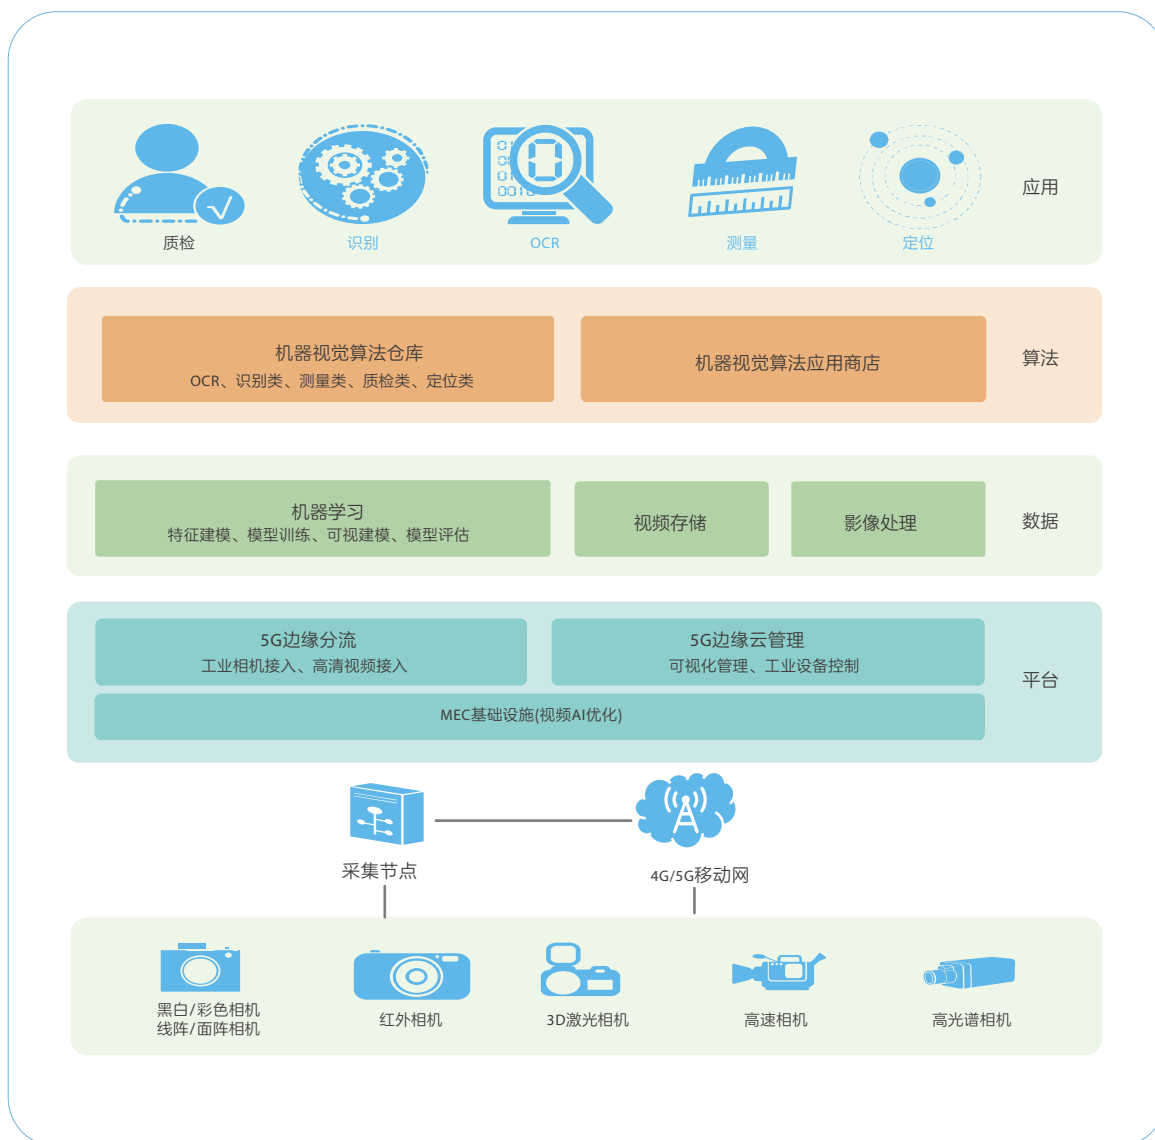 质检
识别
OCR
测量
定位
应用
机器视觉算法仓库
OCR、识别类、测量类、质检类、定位类
机器视觉算法应用商店
算法
机器学习
特征建模、模型训练、可视建模、模型评估
视频存储
影像处理
数据
5G边缘分流
工业相机接入、高清视频接入
5G边缘云管理
可视化管理、工业设备控制
MEC基础设施(视频AI优化)
平台
采集节点
4G/5G移动网
黑白/彩色相机
线阵/面阵相机
红外相机
3D激光相机
高速相机
高光谱相机